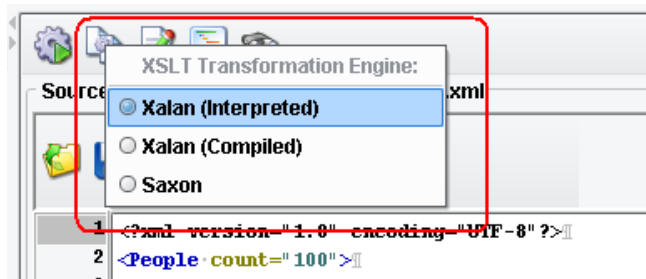 XSLT Transformation Engine:
Source
.xml
Xalan (Interpreted)
Xalan (Compiled)
Saxon
1 <?xml version="1.0" encoding="UTF-8"?>¶
2 <People·count="100">¶